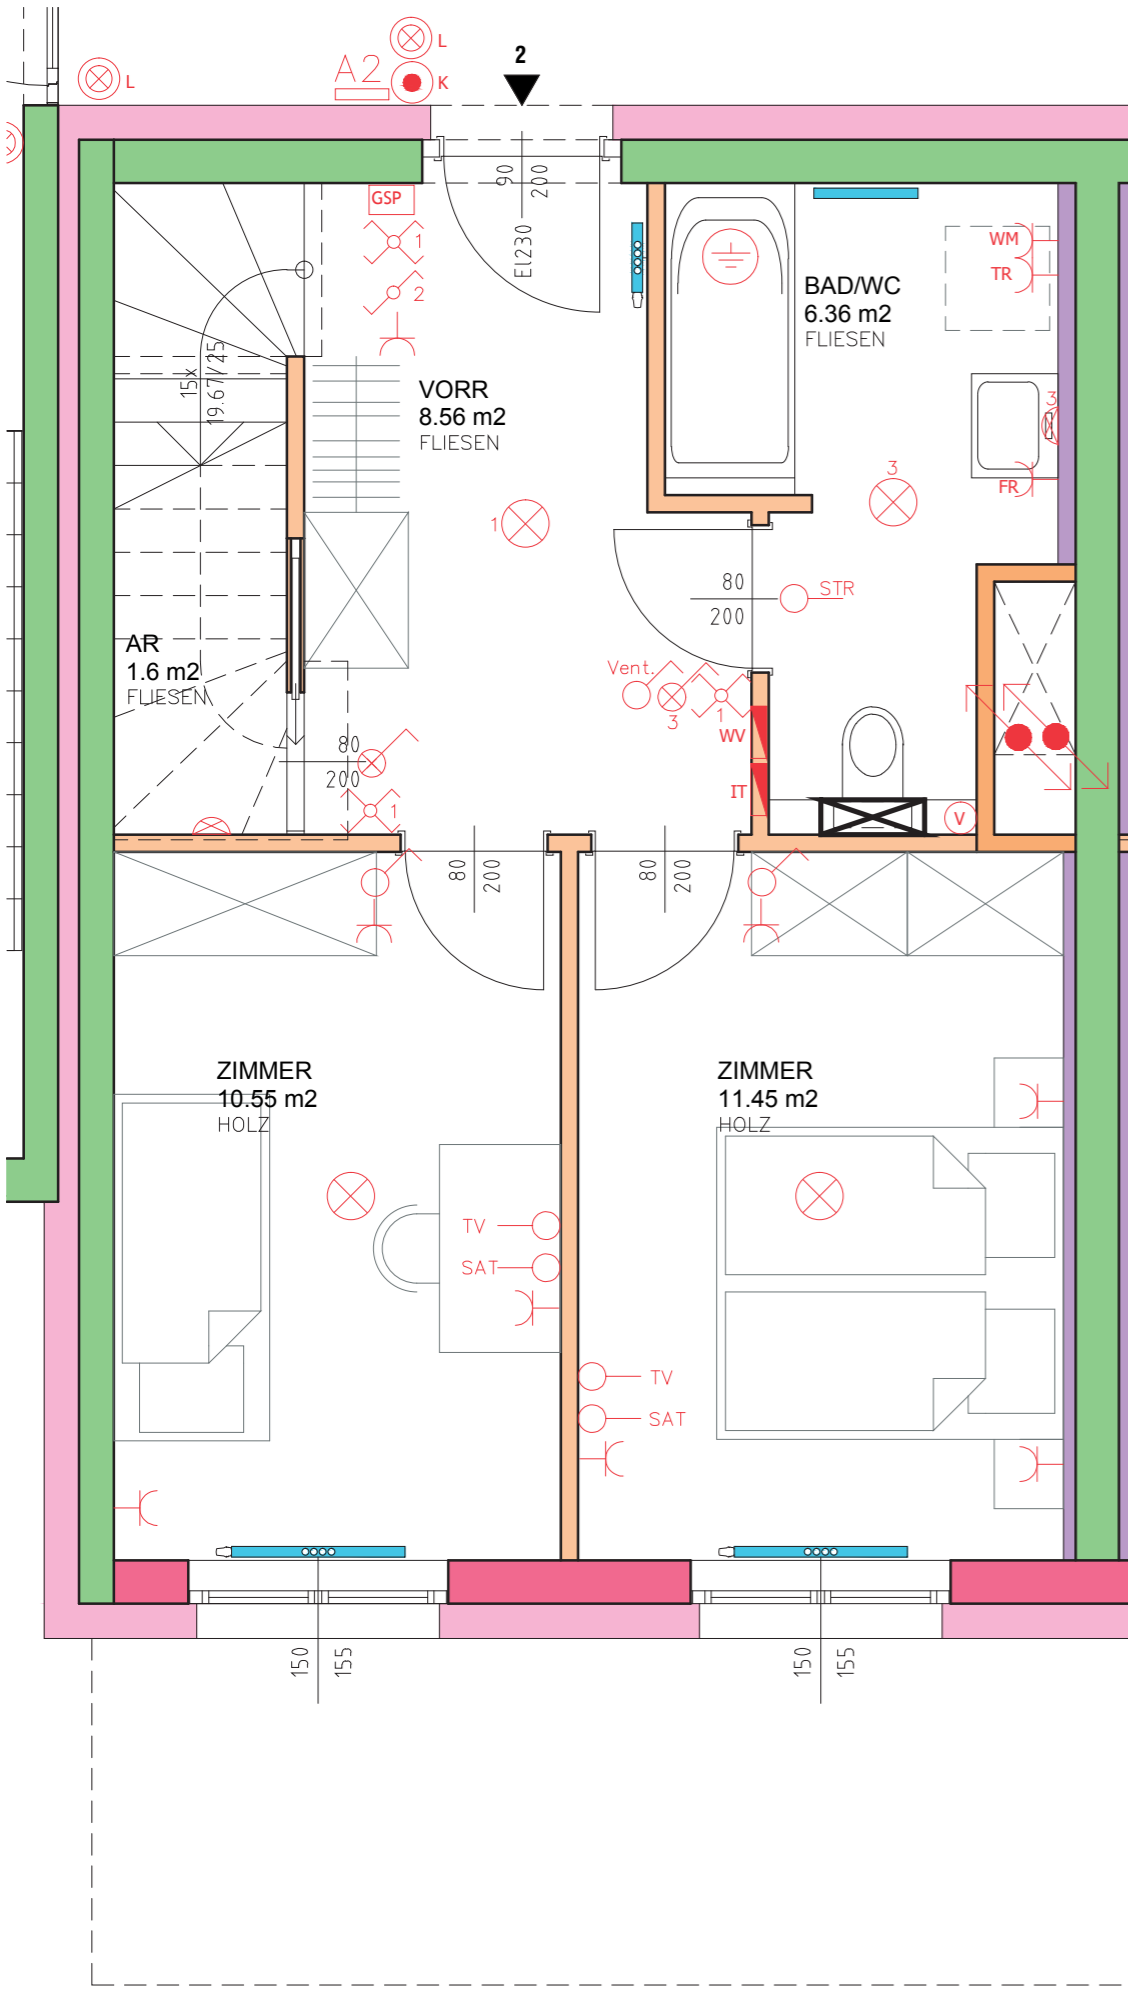 L
L
A2
K
2
90
200
EI230
GSP
1
2
WM
TR
BAD/WC
6.36 m2
FLIESEN
15x
19.67/25
VORR
8.56 m2
FLIESEN
3
FR
3
1
80
200
STR
AR
1.6 m2
FLIESEN
Vent.
3
1
WV
80
200
IT
1
V
80
200
80
200
ZIMMER
10.55 m2
HOLZ
ZIMMER
11.45 m2
HOLZ
TV
SAT
TV
SAT
150
155
150
155